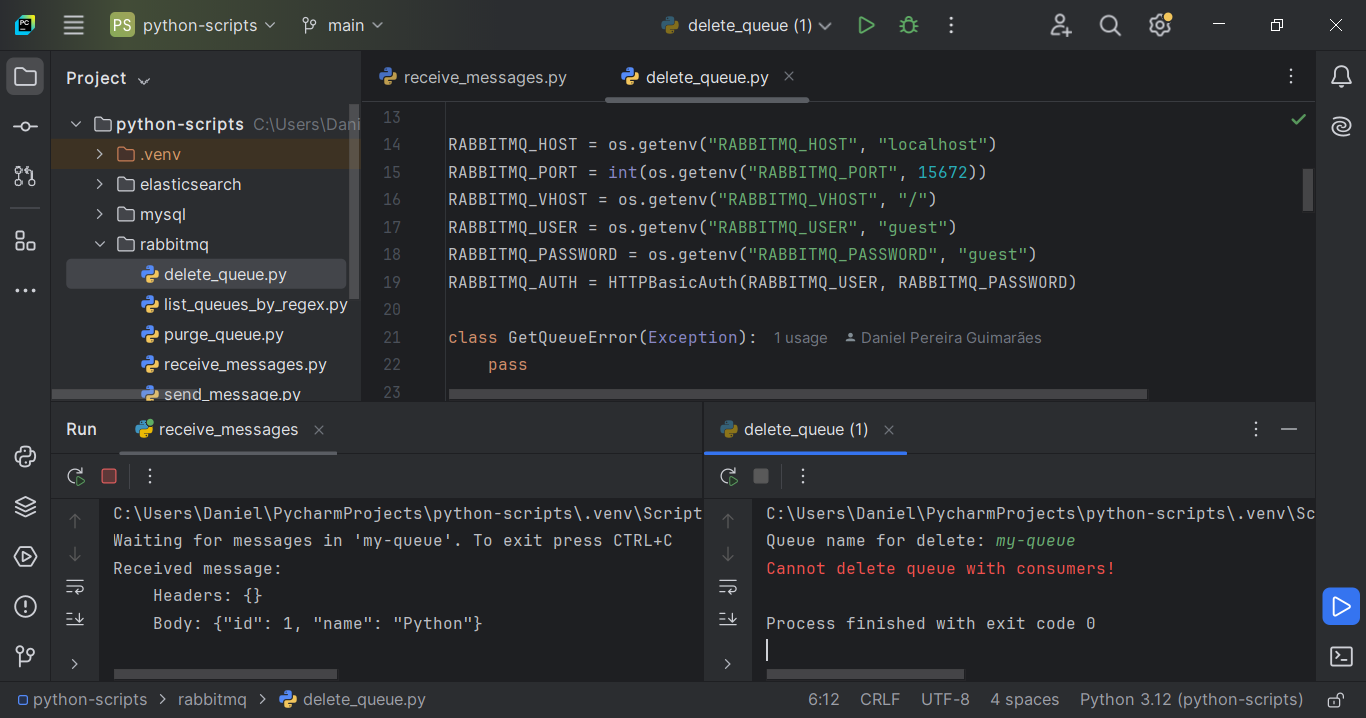 PC
PS python-scripts
main
delete_queue (1)
Project
receive_messages.py
delete_queue.py
python-scripts C:\Users\Dani
.venv
elasticsearch
mysql
rabbitmq
delete_queue.py
list_queues_by_regex.py
purge_queue.py
receive_messages.py
send_message.py
13
14 RABBITMQ_HOST = os.getenv("RABBITMQ_HOST", "localhost")
15 RABBITMQ_PORT = int(os.getenv("RABBITMQ_PORT", 15672))
16 RABBITMQ_VHOST = os.getenv("RABBITMQ_VHOST", "/")
17 RABBITMQ_USER = os.getenv("RABBITMQ_USER", "guest")
18 RABBITMQ_PASSWORD = os.getenv("RABBITMQ_PASSWORD", "guest")
19 RABBITMQ_AUTH = HTTPBasicAuth(RABBITMQ_USER, RABBITMQ_PASSWORD)
20
21 class GetQueueError(Exception): 1 usage Daniel Pereira Guimarães
22 pass
23
Run
receive_messages
C:\Users\Daniel\PycharmProjects\python-scripts\.venv\Script
Waiting for messages in 'my-queue'. To exit press CTRL+C
Received message:
Headers: {}
Body: {"id": 1, "name": "Python"}
delete_queue (1)
C:\Users\Daniel\PycharmProjects\python-scripts\.venv\Sc
Queue name for delete: my-queue
Cannot delete queue with consumers!
Process finished with exit code 0
python-scripts > rabbitmq > delete_queue.py
6:12 CRLF UTF-8 4 spaces Python 3.12 (python-scripts)